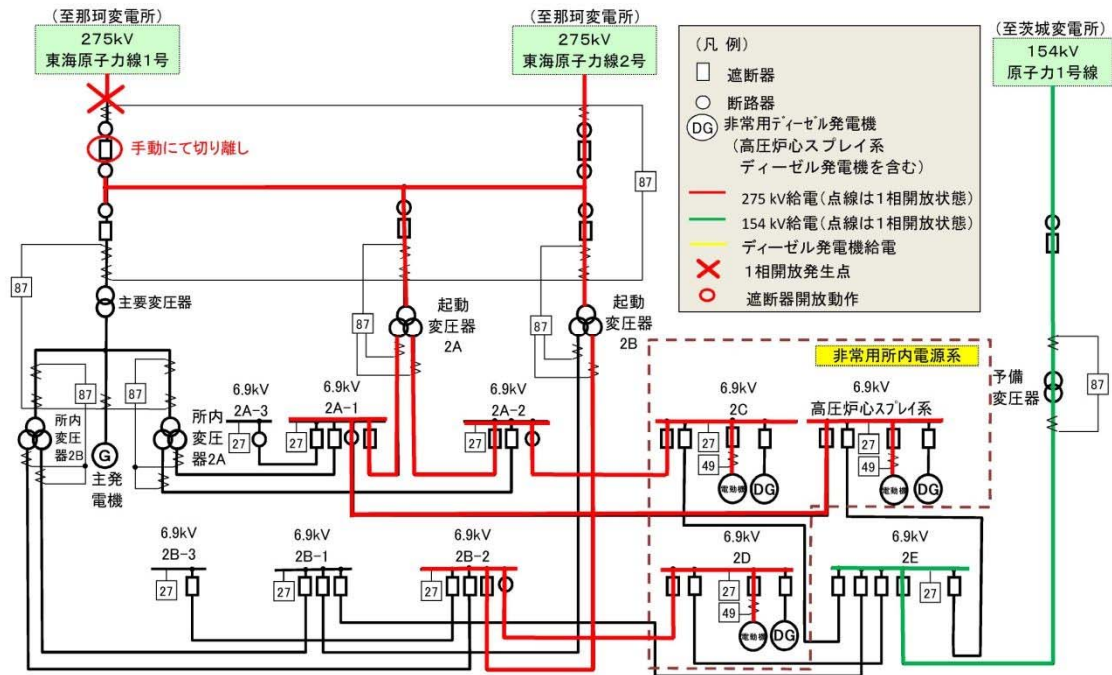 (至那珂変電所)
275kV
東海原子力線1号
(至那珂変電所)
275kV
東海原子力線2号
(至茨城変電所)
154kV
原子力1号線
(凡 例)
遮断器
断路器
DG
非常用ディーゼル発電機
(高圧炉心スプレイ系
ディーゼル発電機を含む)
275 kV給電(点線は1相開放状態)
154 kV給電(点線は1相開放状態)
ディーゼル発電機給電
1相開放発生点
遮断器開放動作
手動にて切り離し
87
87
主要変圧器
87
起動
変圧器
2A
87
起動
変圧器
2B
予備
変圧器
87
非常用所内電源系
87
87
所内
変圧
器2B
G
主発
電機
所内
変圧
器2A
6.9kV
2A-3
27
6.9kV
2A-1
27
6.9kV
2A-2
27
6.9kV
2C
27
49
電動機
DG
6.9kV
高圧炉心スプレイ系
27
49
電動機
DG
6.9kV
2B-3
27
6.9kV
2B-1
27
6.9kV
2B-2
27
6.9kV
2D
27
49
電動機
DG
6.9kV
2E
27